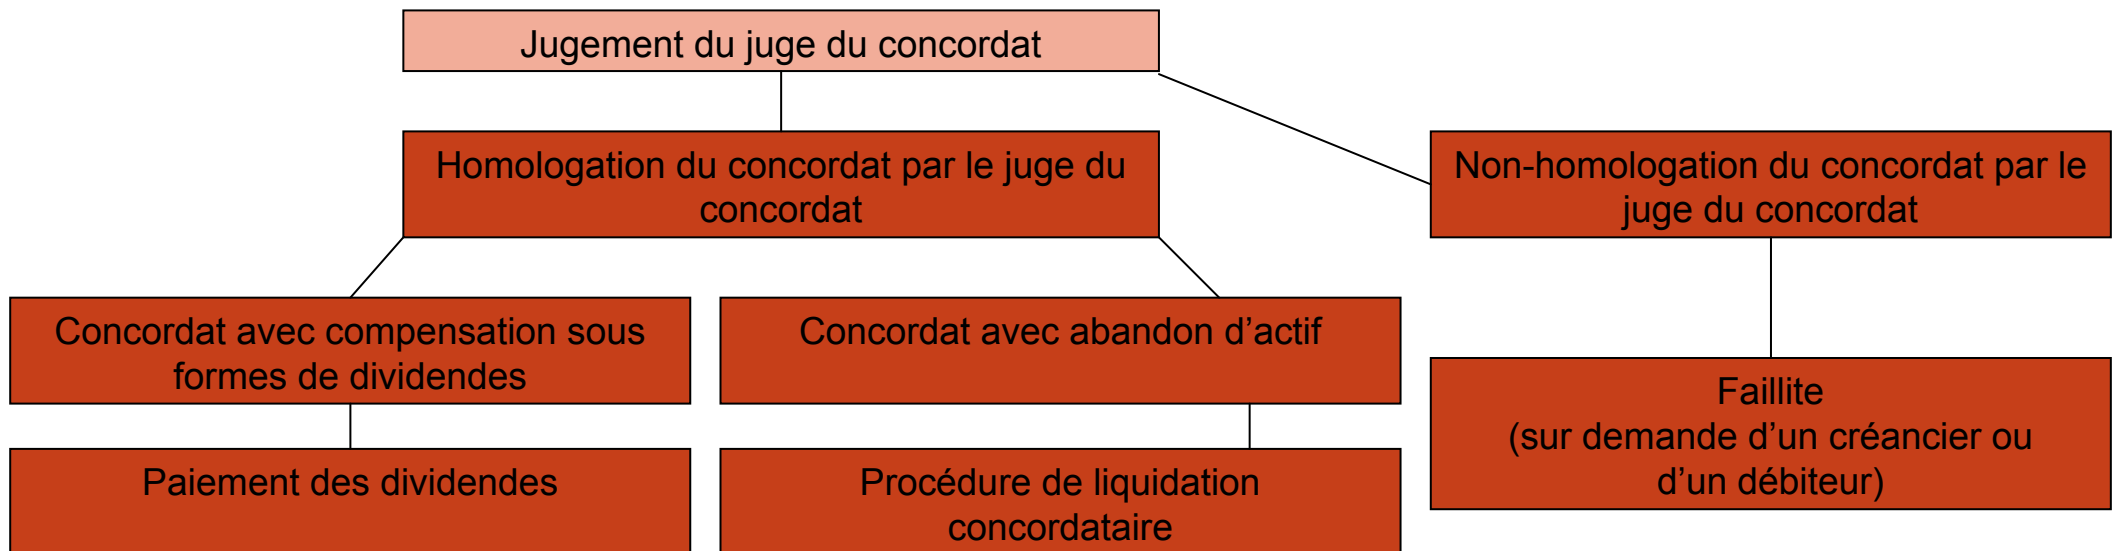 Jugement du juge du concordat
Homologation du concordat par le juge du
concordat
Non-homologation du concordat par le
juge du concordat
Concordat avec compensation sous
formes de dividendes
Concordat avec abandon d’actif
Faillite
(sur demande d’un créancier ou
d’un débiteur)
Paiement des dividendes
Procédure de liquidation
concordataire